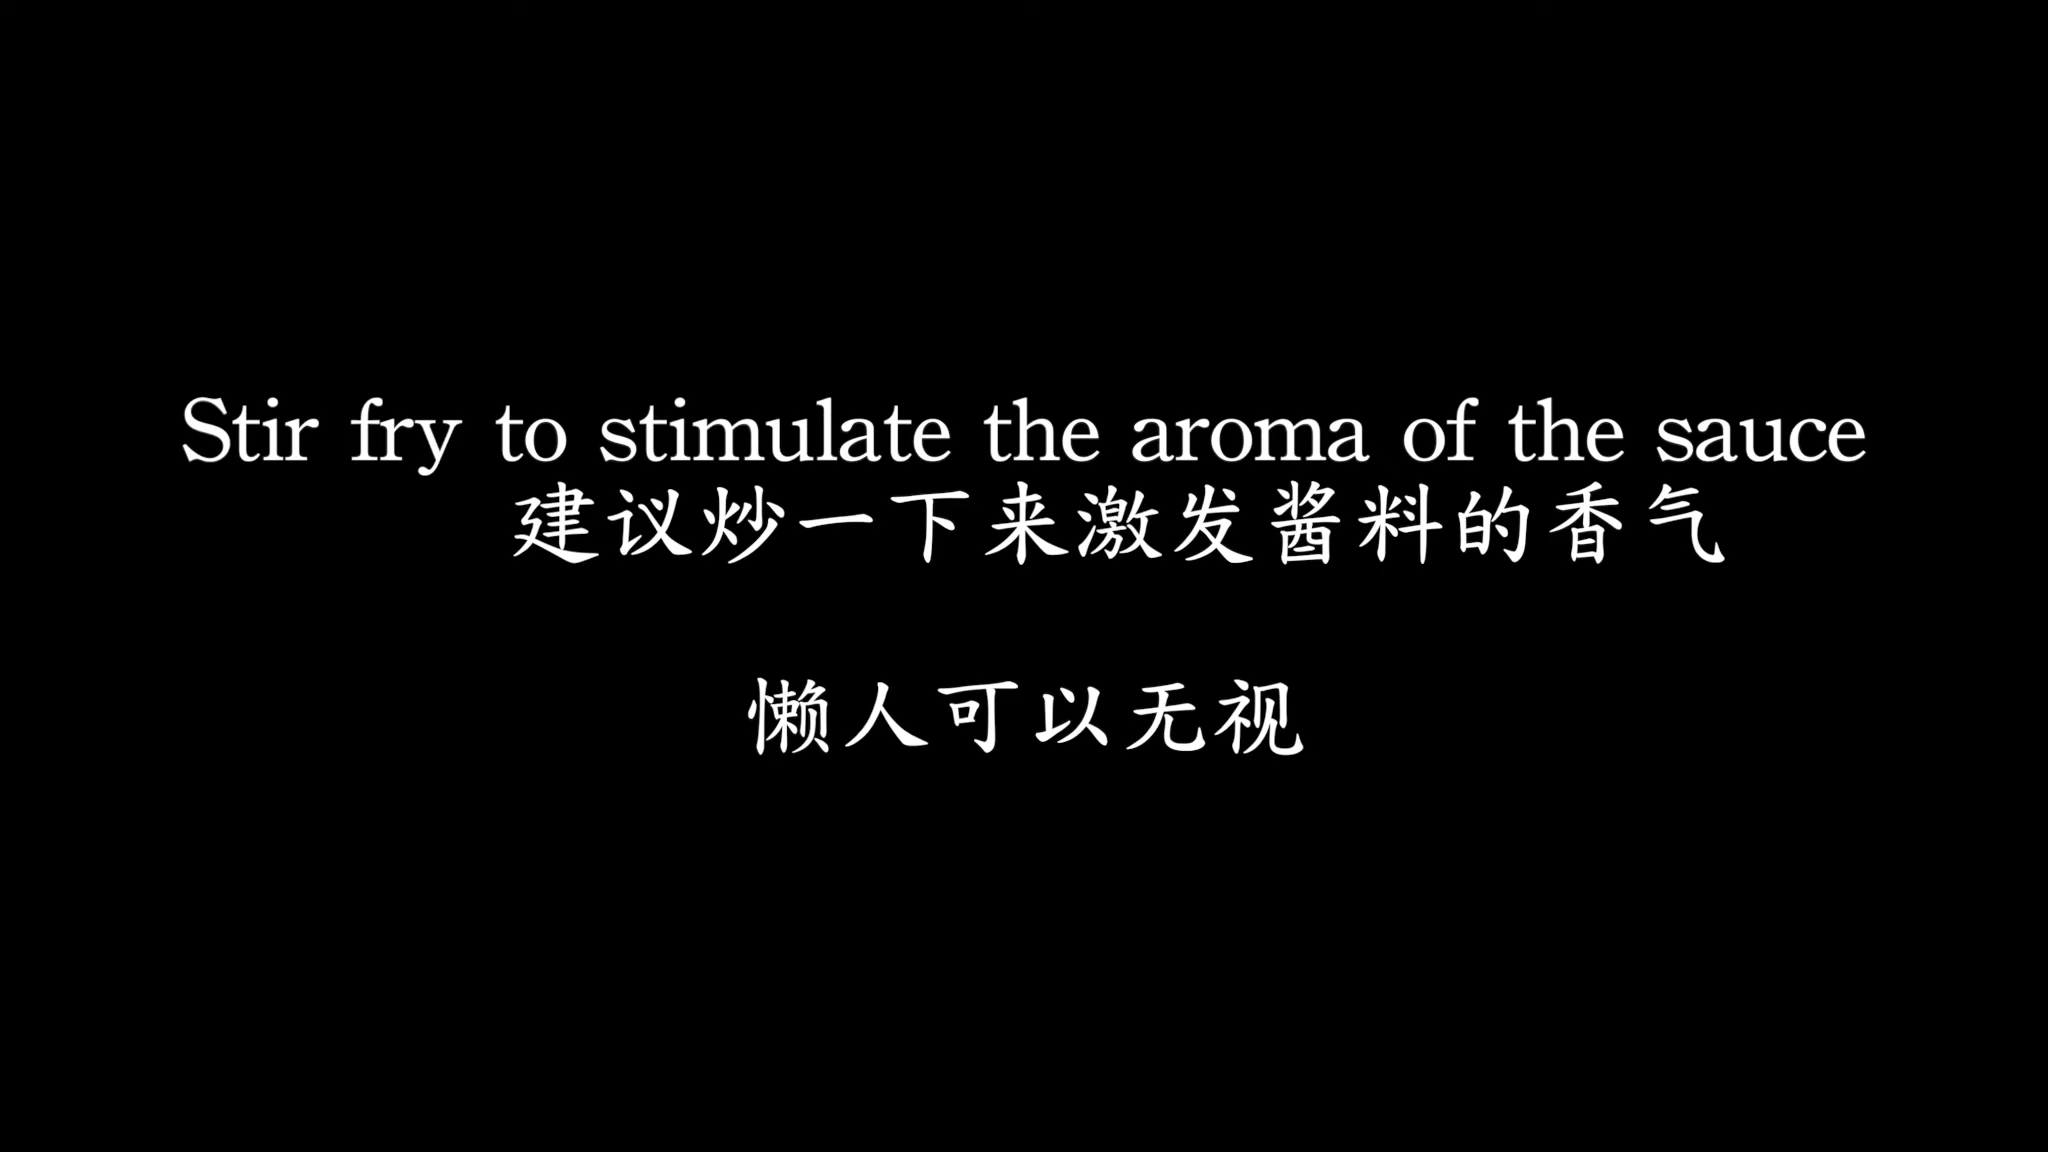 Stir fry to stimulate the aroma of the sauce
建议炒一下来激发酱料的香气
懒人可以无视